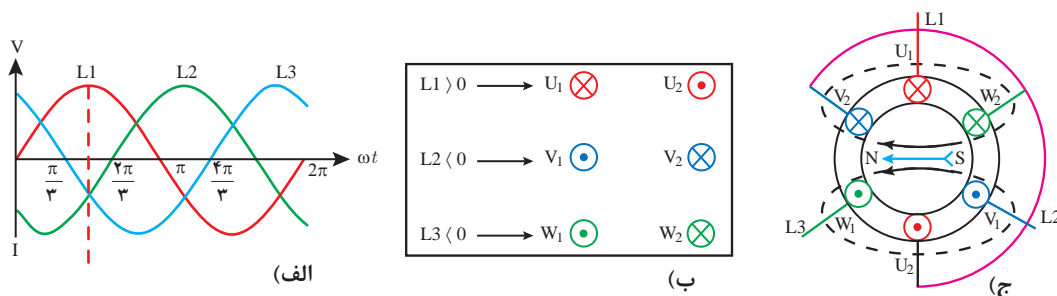 V
L1
L2
L3
π/۳
۲π/۳
π
۴π/۳
2π
ωt
I
الف)
L1 ⟩ 0 → U₁ U₂
L2 ⟨ 0 → V₁ V₂
L3 ⟨ 0 → W₁ W₂
ب)
L1
U₁
V₂
W₂
N S
W₁
V₁
L3
L2
U₂
ج)